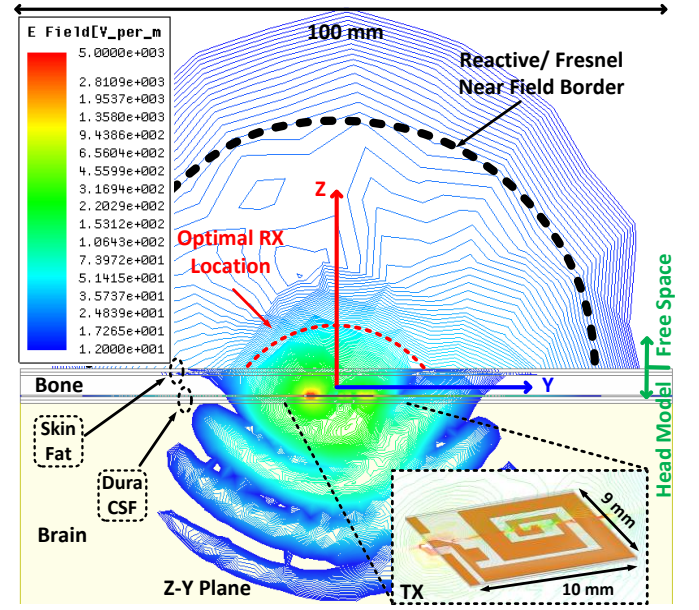 E Field[V_per_m
5.0000e+003
2.8109e+003
1.9537e+003
1.3580e+003
9.4386e+002
6.5604e+002
4.5599e+002
3.1694e+002
2.2029e+002
1.5312e+002
1.0643e+002
7.3972e+001
5.1415e+001
3.5737e+001
2.4839e+001
1.7265e+001
1.2000e+001
100 mm
Reactive/ Fresnel
Near Field Border
Z
Optimal RX
Location
Free Space
Head Model
Bone
Y
Skin
Fat
Dura
CSF
Brain
Z-Y Plane
TX
9 mm
10 mm